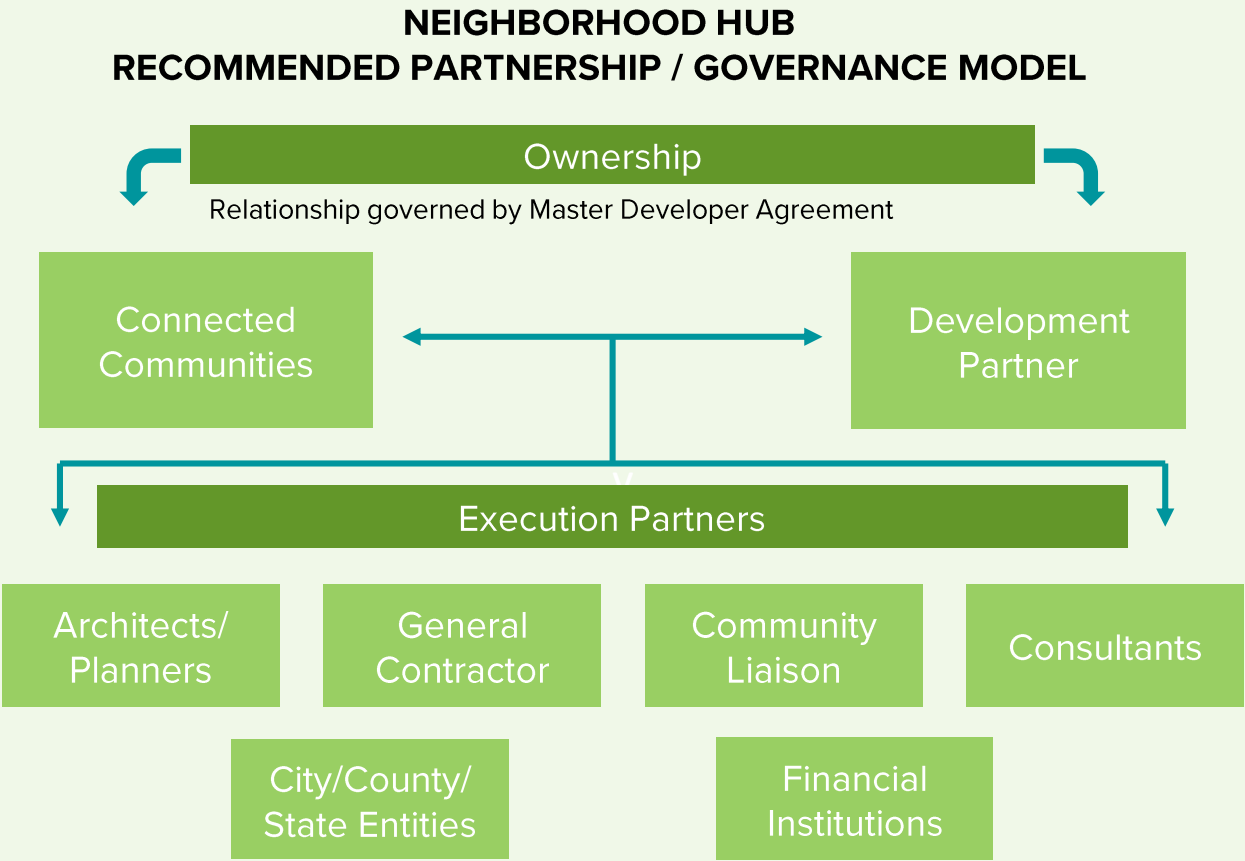 NEIGHBORHOOD HUB
RECOMMENDED PARTNERSHIP / GOVERNANCE MODEL
Ownership
Relationship governed by Master Developer Agreement
Connected
Communities
Development
Partner
Execution Partners
Architects/
Planners
General
Contractor
Community
Liaison
Consultants
City/County/
State Entities
Financial
Institutions